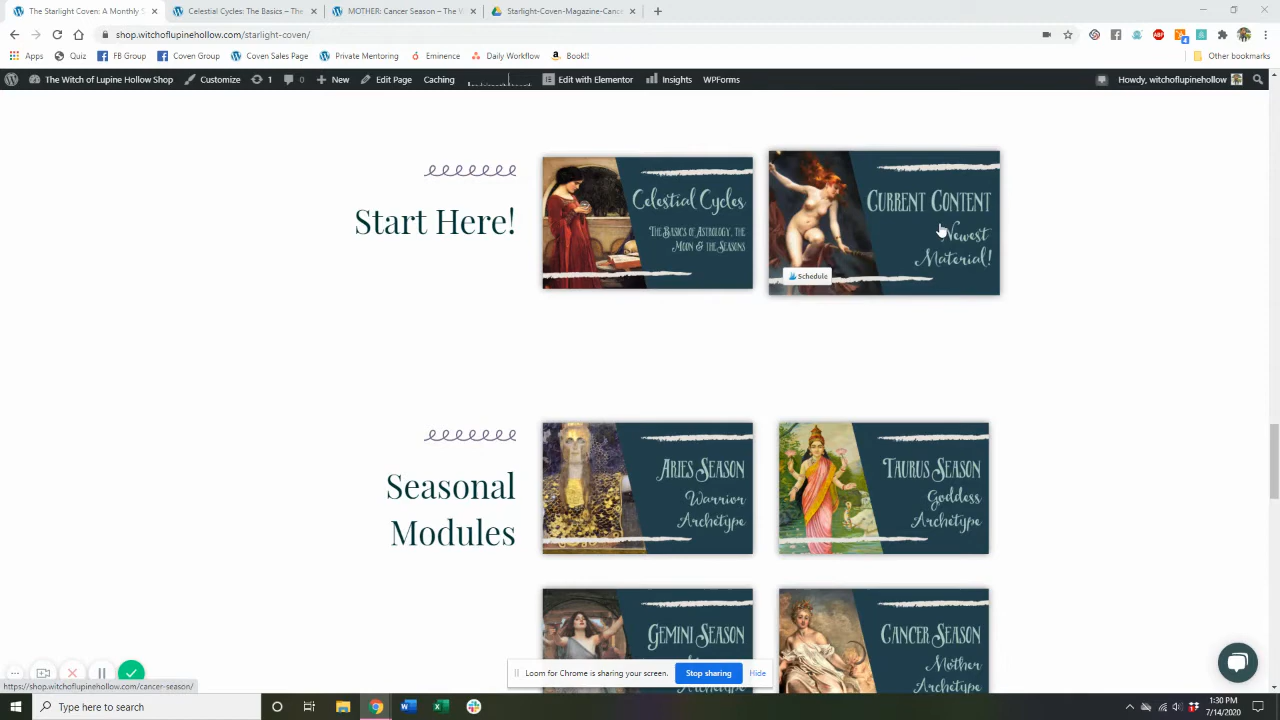 The Starlight Coven: A Monthly S
Celestial Cycles: The Basics – The
MOTHER: Cancer Season – The W
Starlight-Coven-Magazine-Cance
shop.witchoflupinehollow.com/starlight-coven/
Apps
Quiz
FB Group
Coven Group
Coven Sales Page
Private Mentoring
Eminence
Daily Workflow
Book!!
Other bookmarks
The Witch of Lupine Hollow Shop
Customize
1
0
New
Edit Page
Caching
Edit with Elementor
Insights
WPForms
Howdy, witchoflupinehollow
Start Here!
Celestial Cycles
The Basics of Astrology, the
Moon & the Seasons
Current Content
Newest
Material!
Schedule
Seasonal
Modules
Aries Season
Warrior
Archetype
Taurus Season
Goddess
Archetype
Gemini Season
Cancer Season
Mother
Archetype
Loom for Chrome is sharing your screen.
Stop sharing
Hide
https://shop.witchoflupinehollow.com/cancer-season/
Type here to search
1:30 PM
7/14/2020